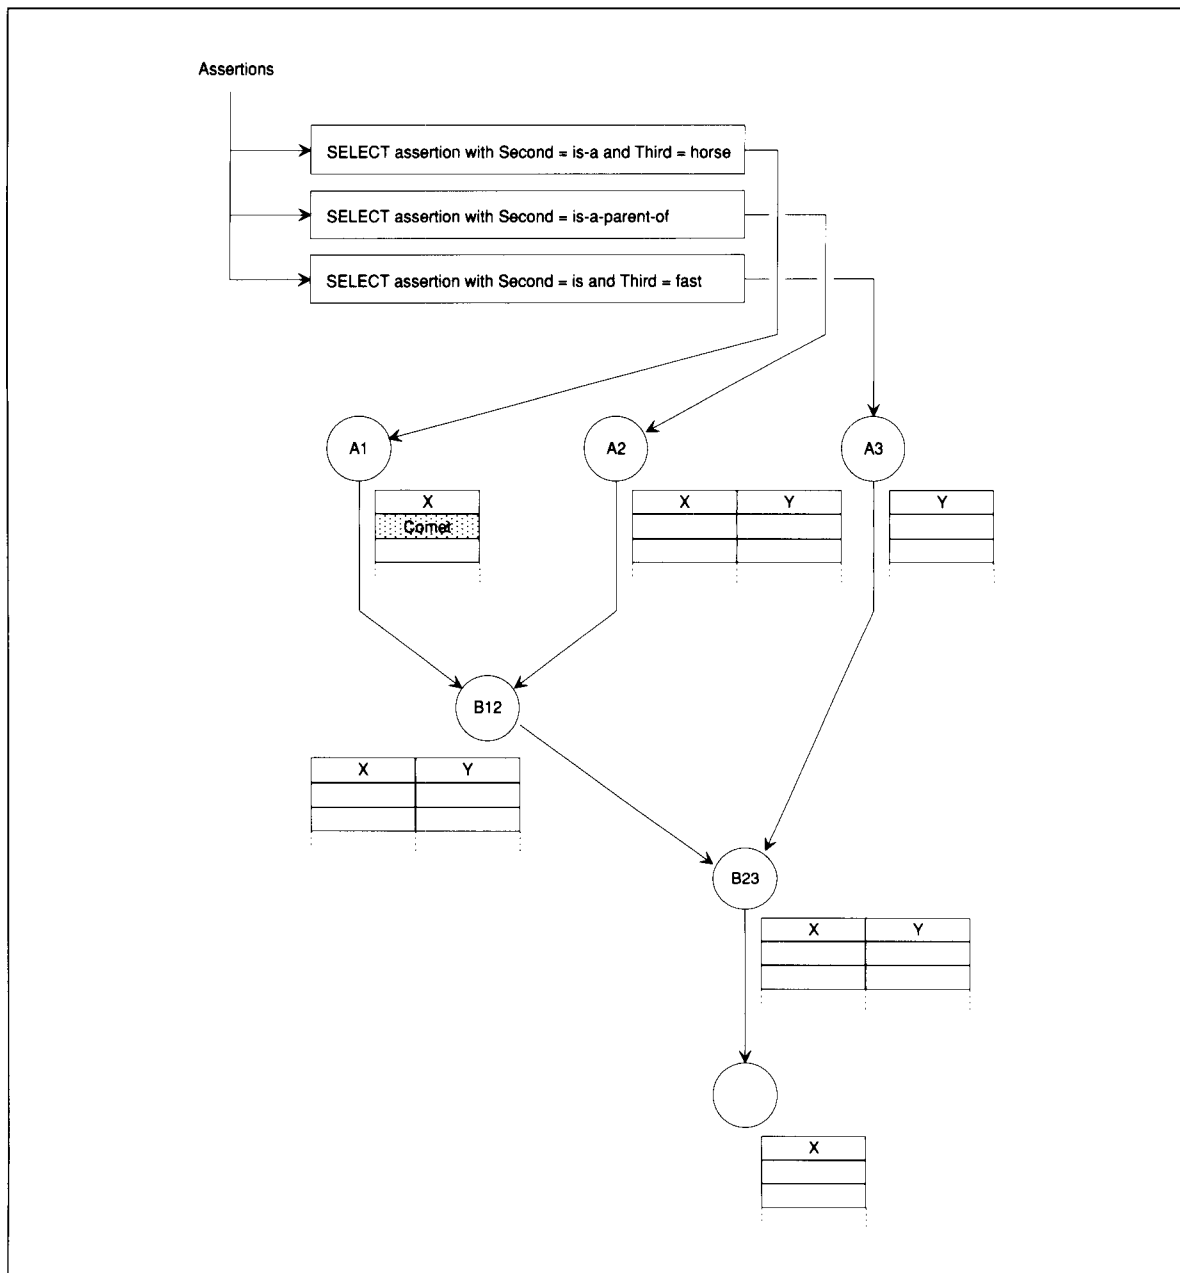 Assertions
SELECT assertion with Second = is-a and Third = horse
SELECT assertion with Second = is-a-parent-of
SELECT assertion with Second = is and Third = fast
A1
A2
A3
X
X Y
Y
Comet
B12
X Y
B23
X Y
X